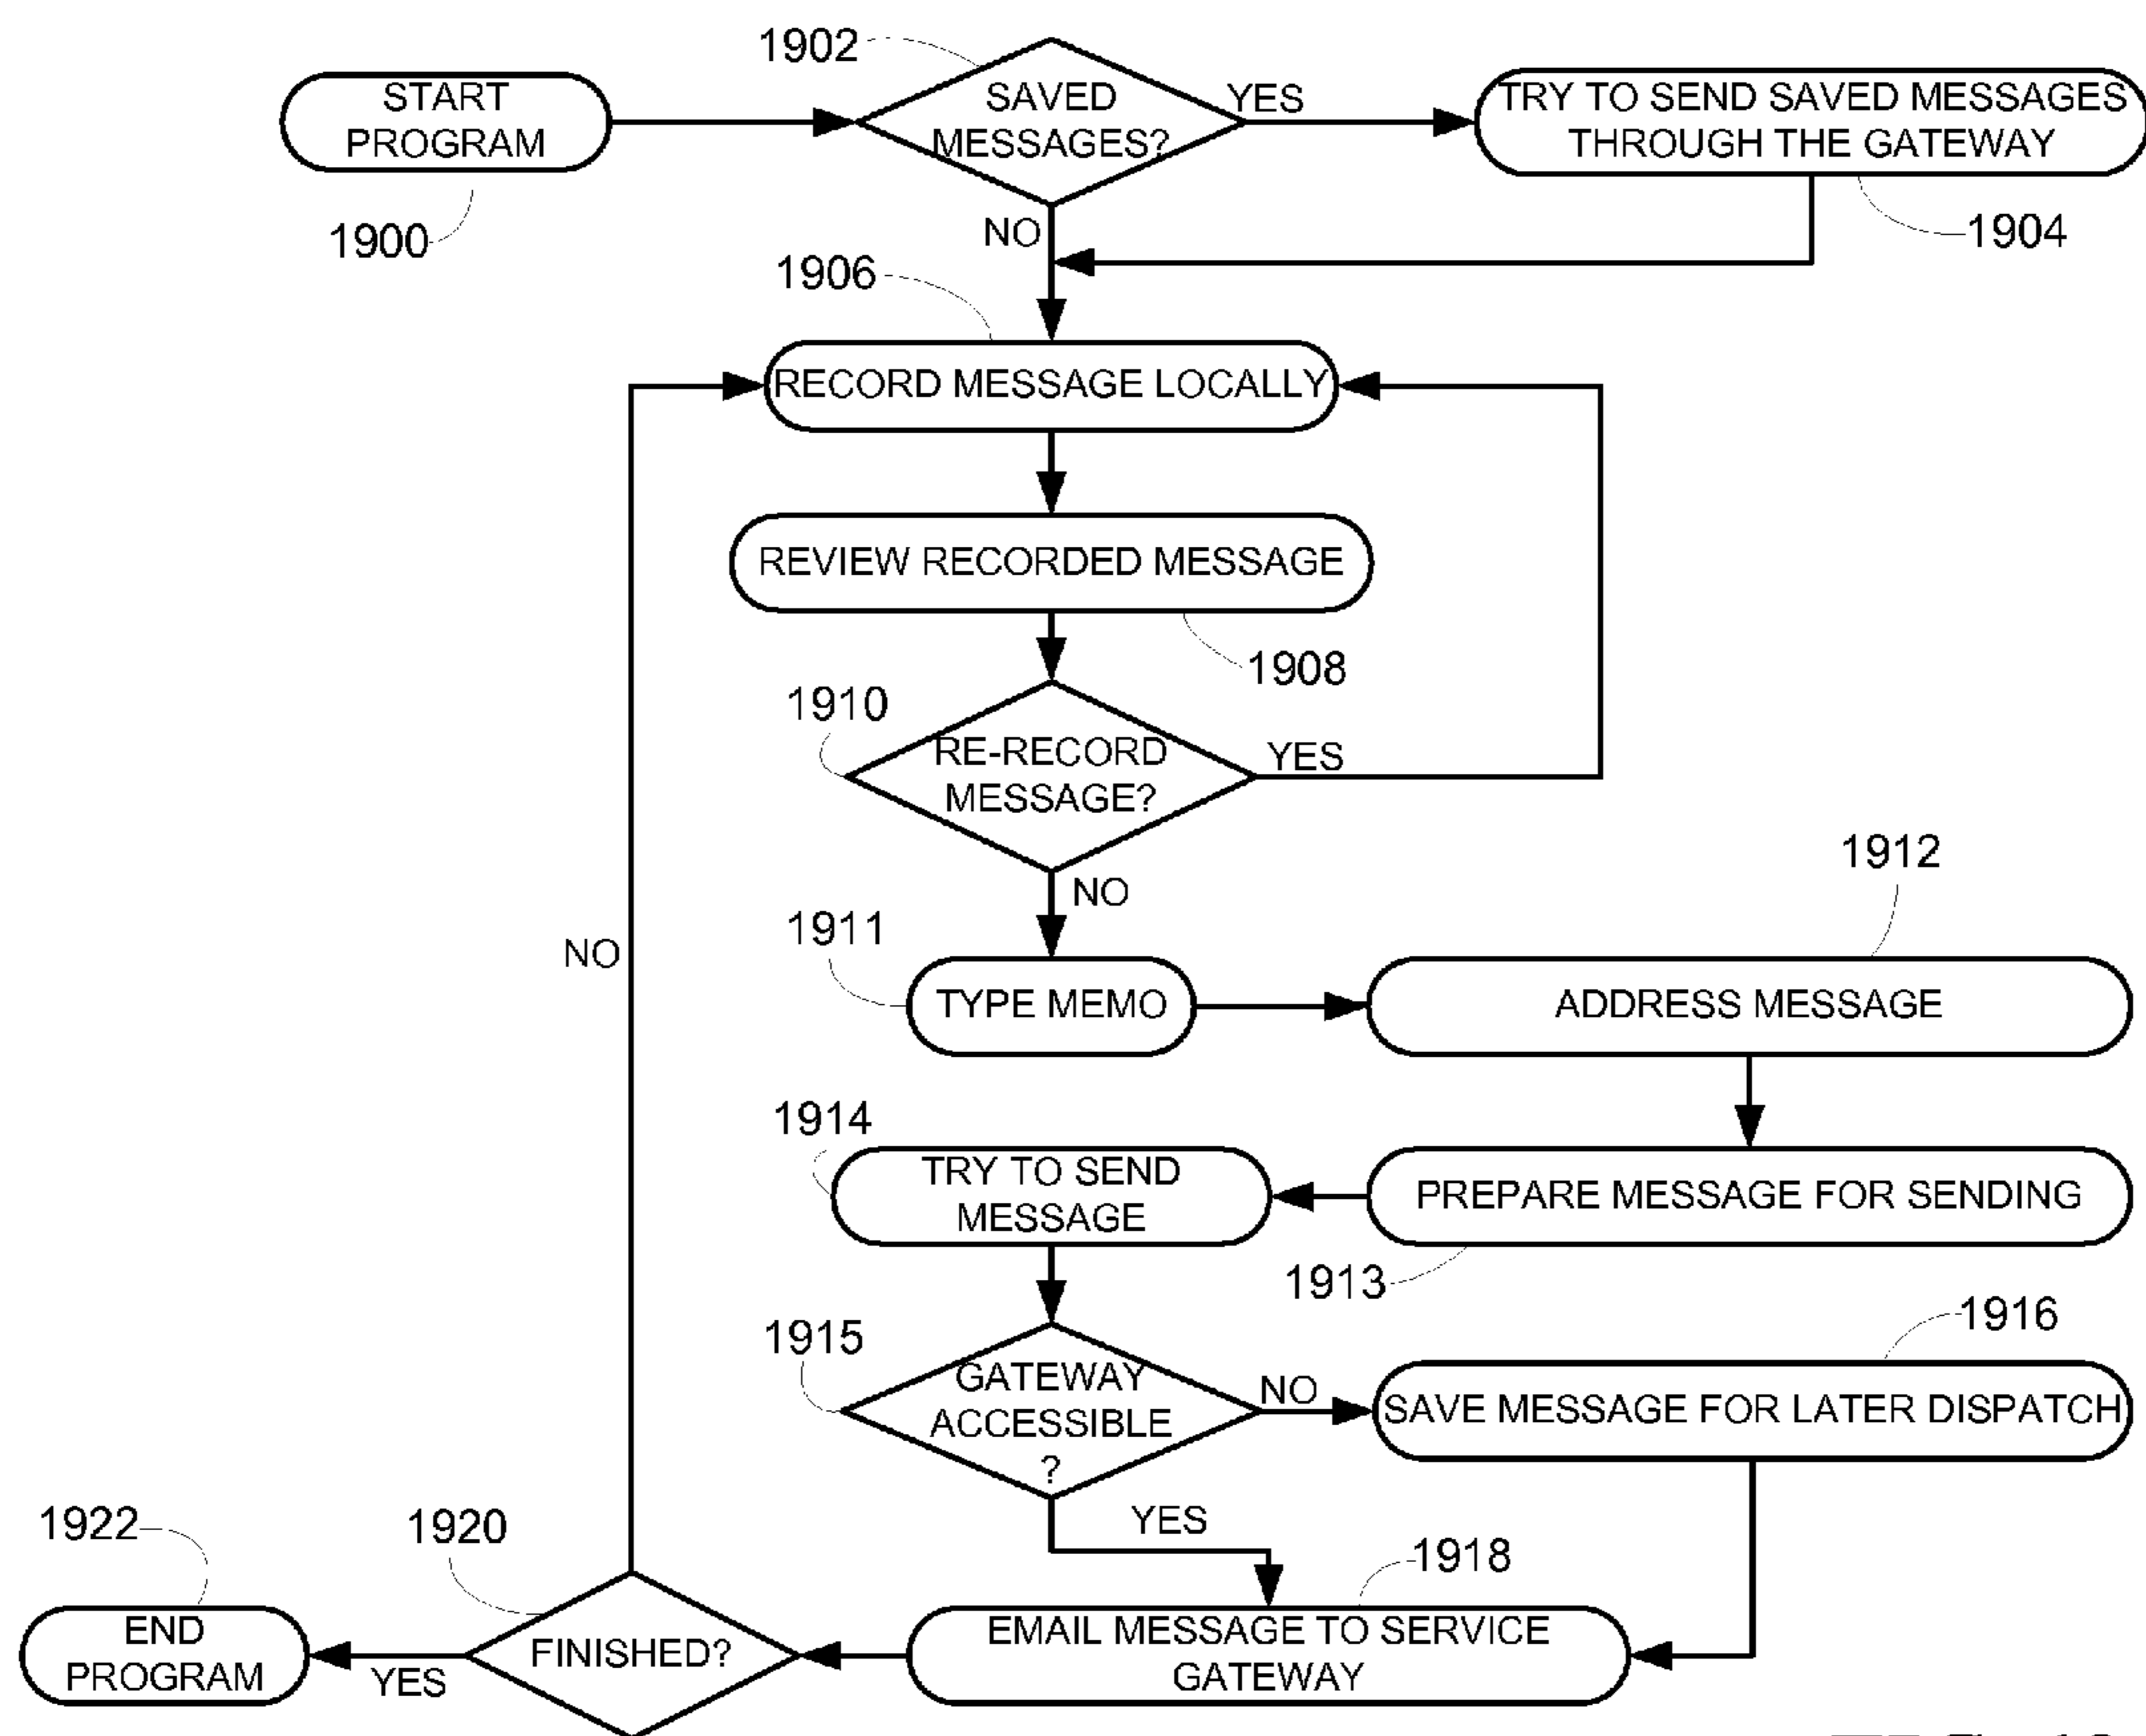 1902
START
PROGRAM
1900
SAVED
MESSAGES?
YES
TRY TO SEND SAVED MESSAGES
THROUGH THE GATEWAY
1904
NO
1906
RECORD MESSAGE LOCALLY
REVIEW RECORDED MESSAGE
1908
1910
RE-RECORD
MESSAGE?
YES
NO
1911
TYPE MEMO
1912
ADDRESS MESSAGE
NO
1914
TRY TO SEND
MESSAGE
PREPARE MESSAGE FOR SENDING
1913
1915
GATEWAY
ACCESSIBLE
?
NO
1916
SAVE MESSAGE FOR LATER DISPATCH
YES
1918
EMAIL MESSAGE TO SERVICE
GATEWAY
1920
FINISHED?
YES
1922
END
PROGRAM